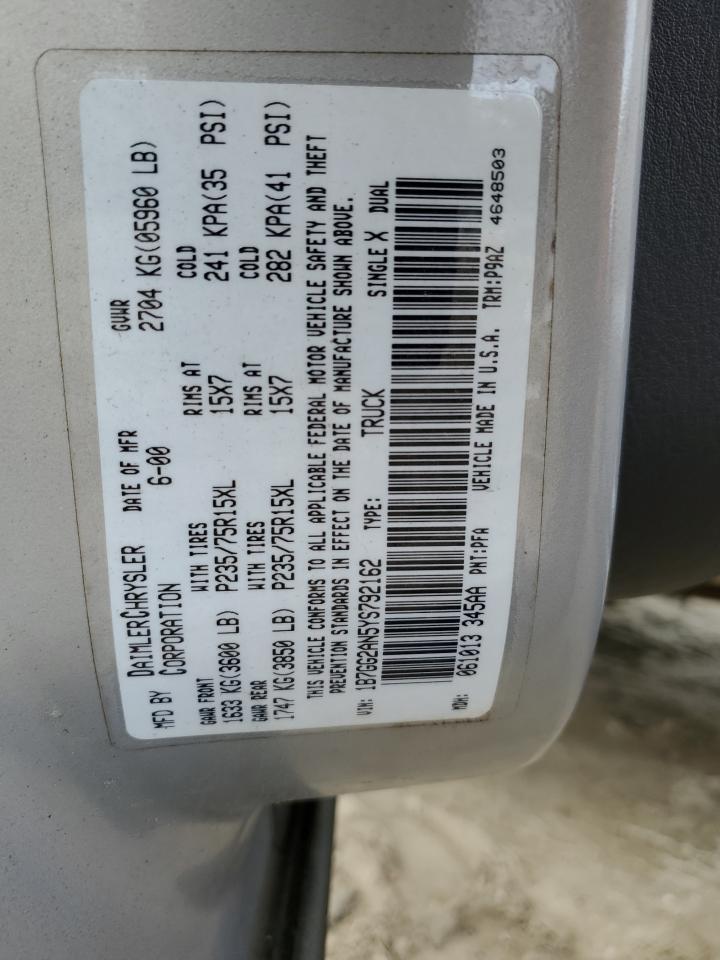 MFD BY DAIMLERCHRYSLER CORPORATION DATE OF MFR 6-00 GVWR 2704 KG(05960 LB)
GAWR FRONT WITH TIRES RIMS AT COLD
1633 KG(3600 LB) P235/75R15XL 15X7 241 KPA(35 PSI)
GAWR REAR WITH TIRES RIMS AT COLD
1747 KG(3850 LB) P235/75R15XL 15X7 282 KPA(41 PSI)
THIS VEHICLE CONFORMS TO ALL APPLICABLE FEDERAL MOTOR VEHICLE SAFETY AND THEFT
PREVENTION STANDARDS IN EFFECT ON THE DATE OF MANUFACTURE SHOWN ABOVE.
VIN: 1B7GG2AN5YS792162 TYPE: TRUCK SINGLE X DUAL
MDH: 061013 345AA PNT:PFA VEHICLE MADE IN U.S.A. TRM:P9AZ 4648503